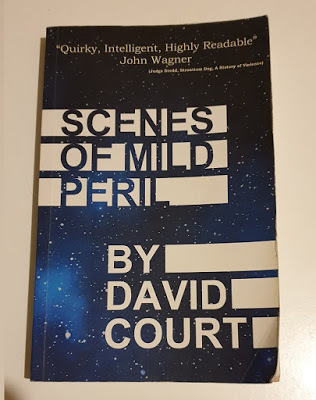 "Quirky, Intelligent, Highly Readable"
John Wagner
(Judge Dredd, Strontium Dog, A History of Violence)
SCENES
OF MILD
PERIL
BY
DAVID
COURT